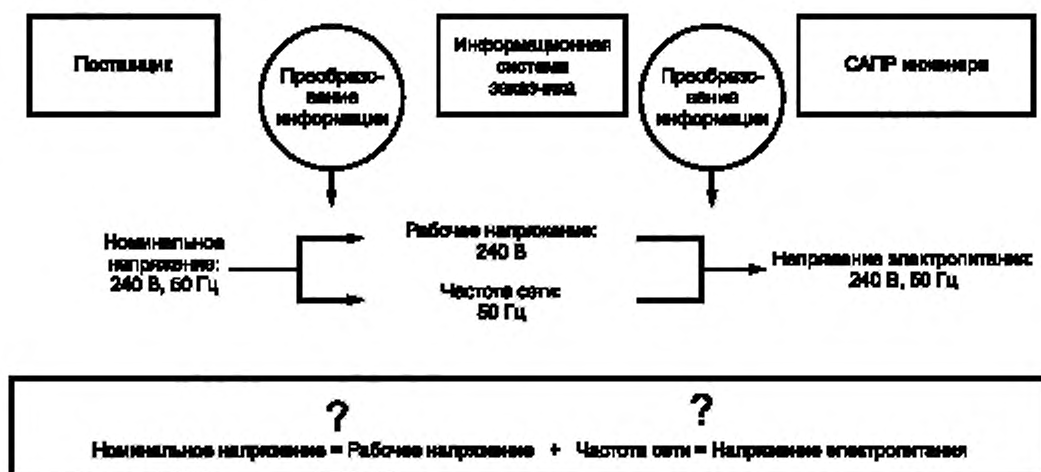 Поставщик
Преобразо-
вание
информации
Информационная
система
заказчика
Преобразо-
вание
информации
САПР инженера
Номинальное
напряжение:
240 В, 50 Гц
Рабочее напряжение:
240 В
Частота сети:
50 Гц
Напряжение электропитания:
240 В, 50 Гц
? ?
Номинальное напряжение = Рабочее напряжение + Частота сети = Напряжение электропитания